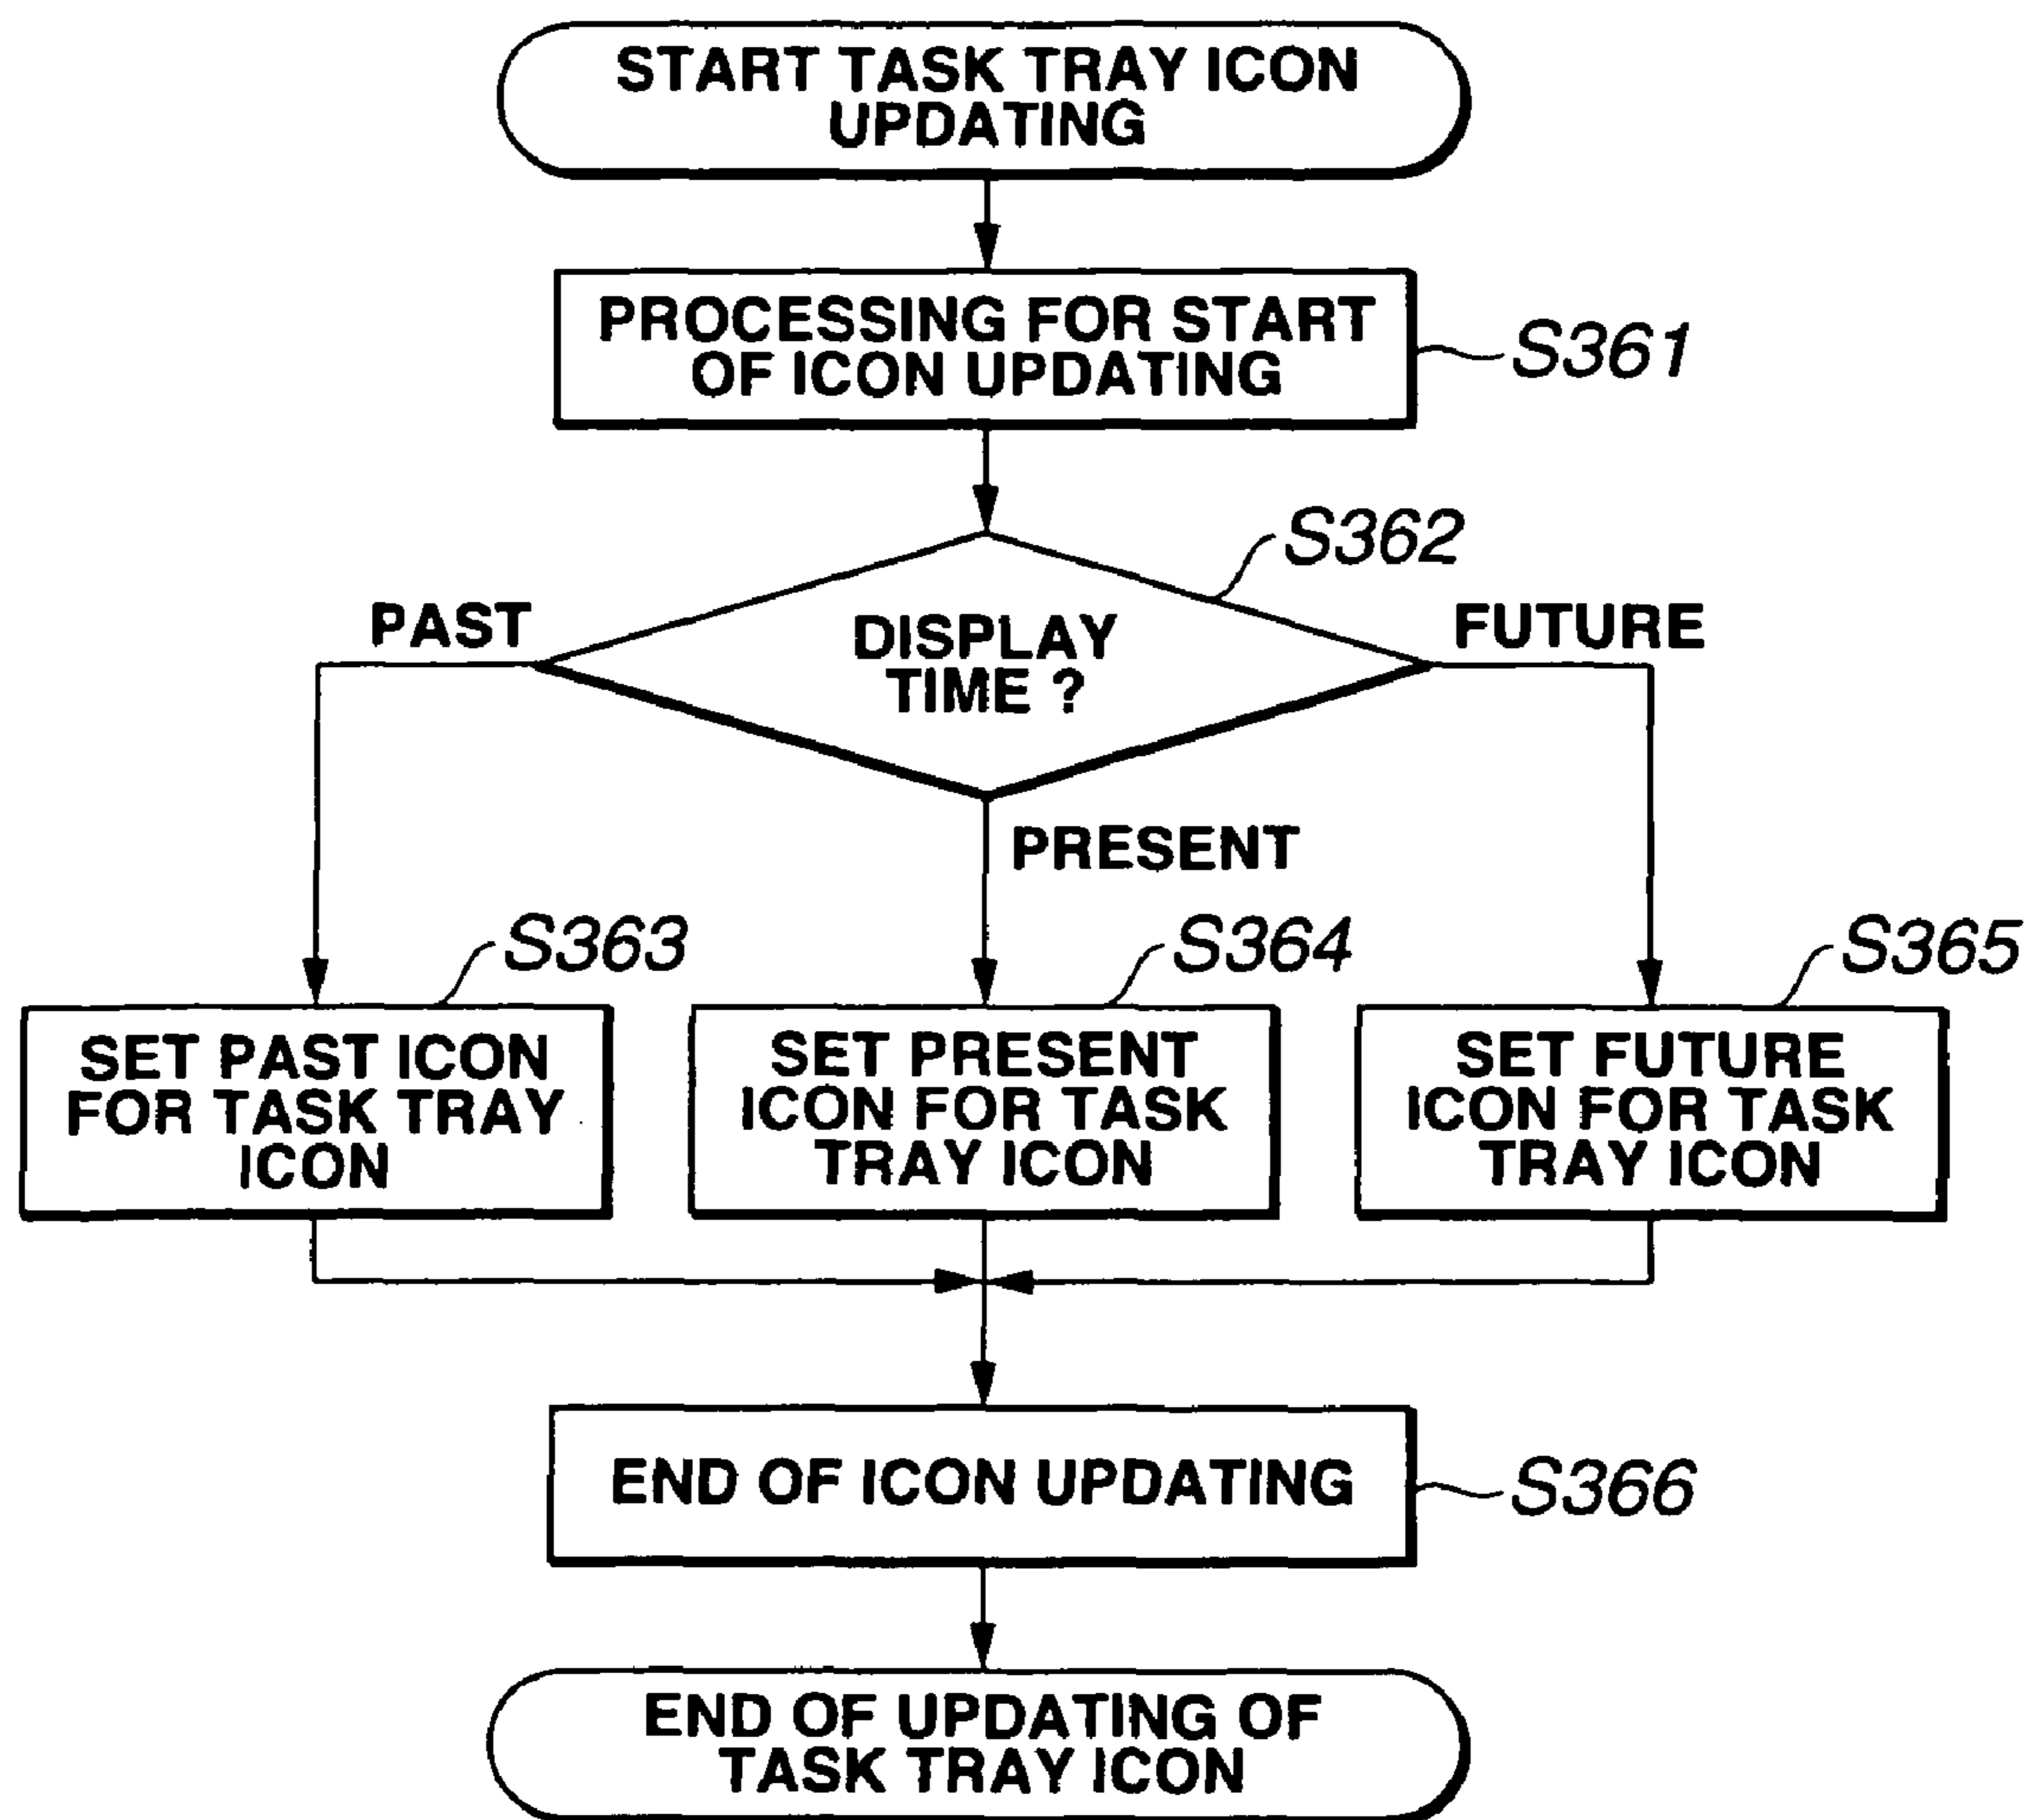 START TASK TRAY ICON
UPDATING
PROCESSING FOR START
OF ICON UPDATING
S361
S362
DISPLAY
TIME ?
PAST
FUTURE
PRESENT
S363
S364
S365
SET PAST ICON
FOR TASK TRAY
ICON
SET PRESENT
ICON FOR TASK
TRAY ICON
SET FUTURE
ICON FOR TASK
TRAY ICON
END OF ICON UPDATING
S366
END OF UPDATING OF
TASK TRAY ICON